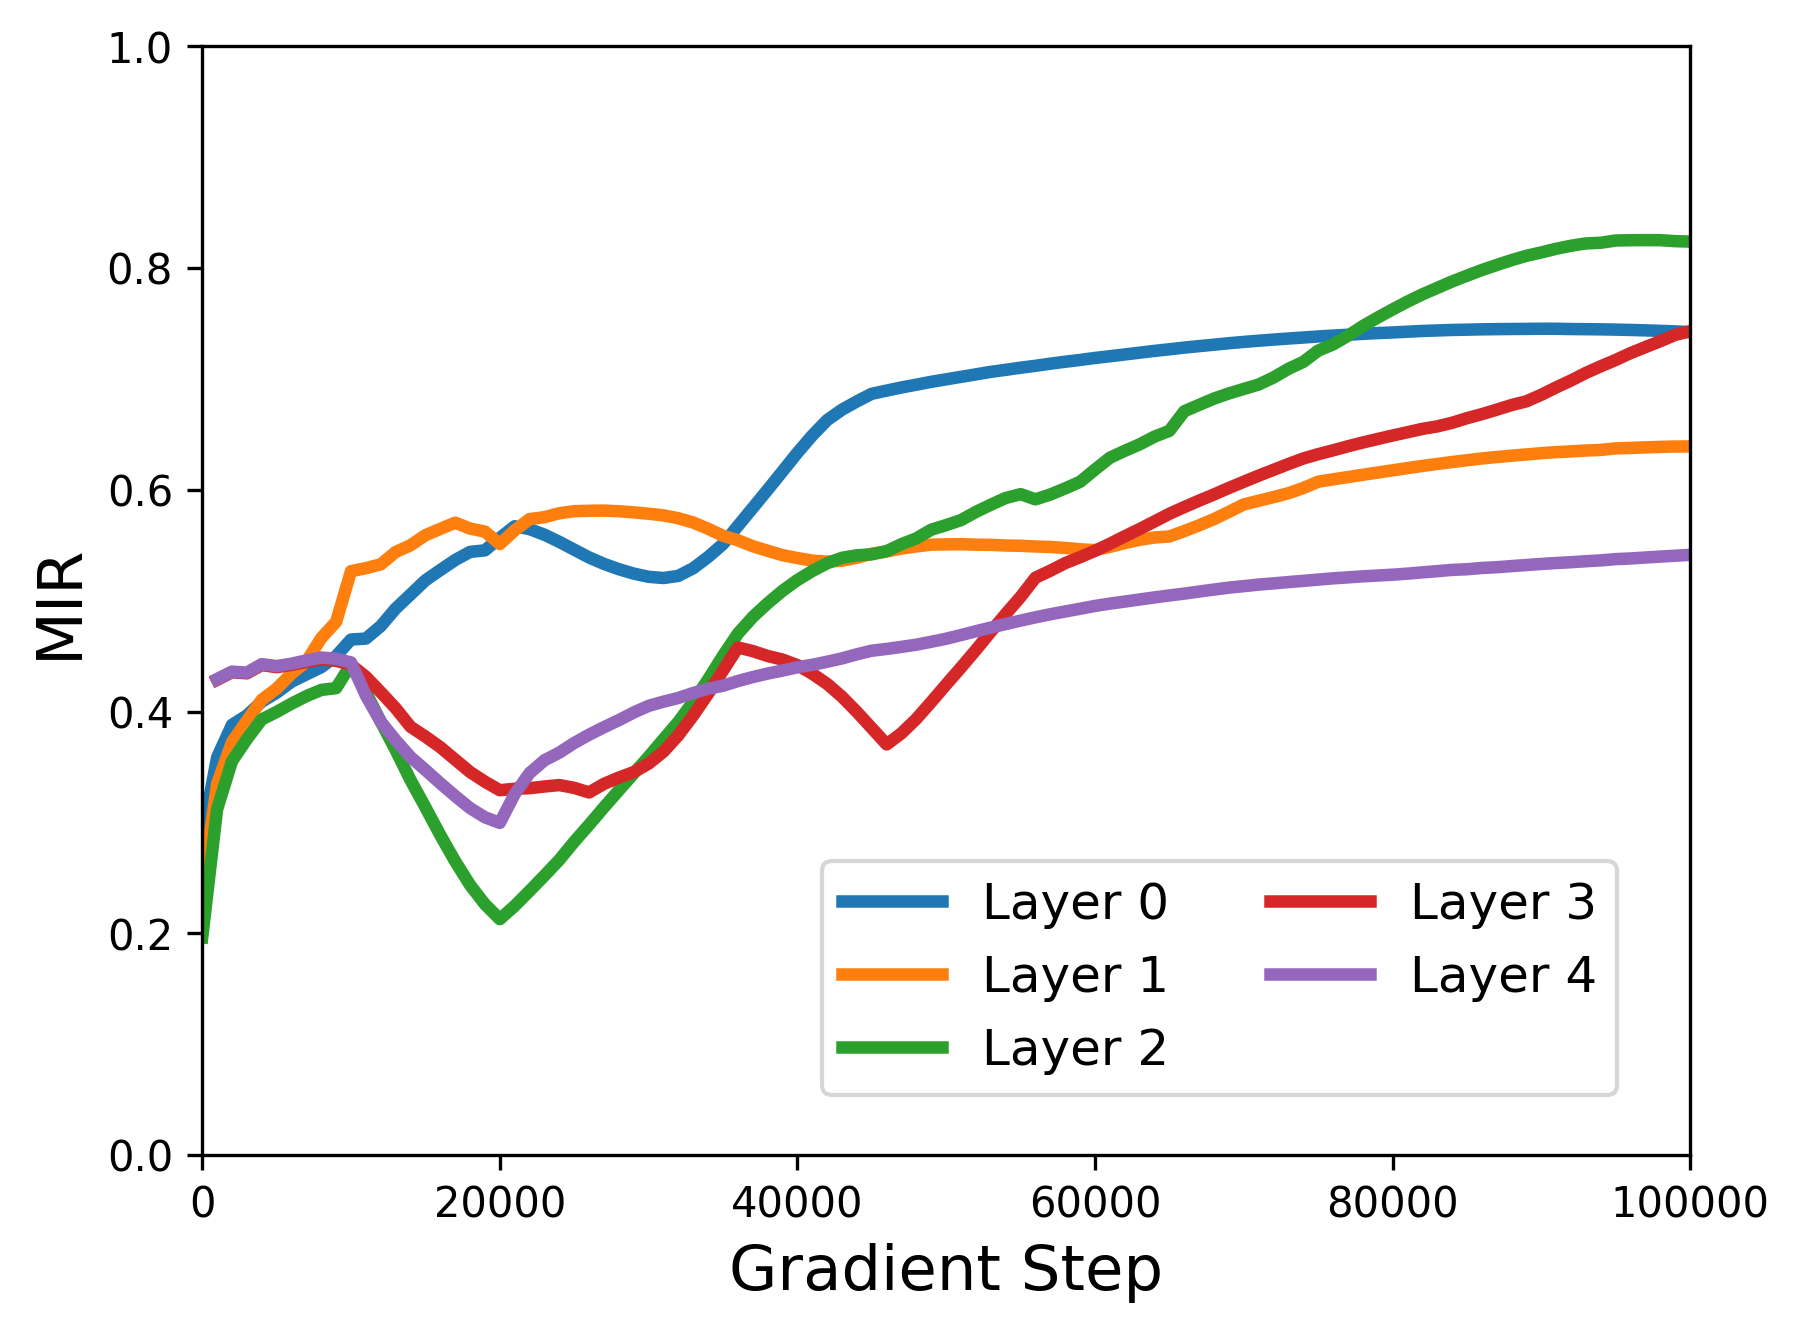 MIR
1.0
0.8
0.6
0.4
0.2
0.0
0 20000 40000 60000 80000 100000
Gradient Step
Layer 0
Layer 1
Layer 2
Layer 3
Layer 4